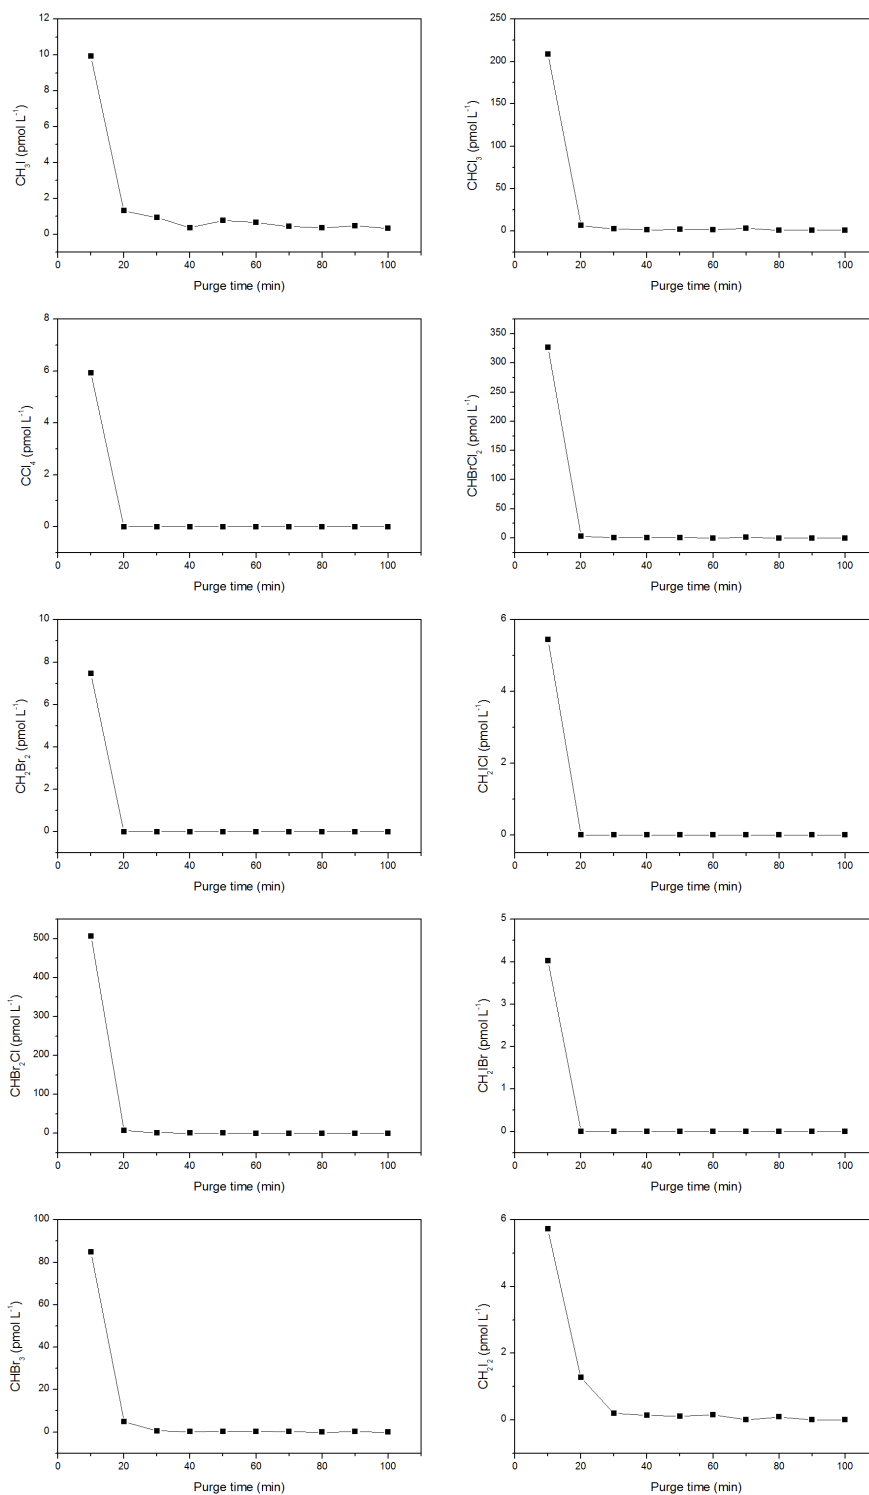 12
10
8
6
4
2
0
CH₃I (pmol L⁻¹)
0 20 40 60 80 100
Purge time (min)
250
200
150
100
50
0
CHCl₃ (pmol L⁻¹)
0 20 40 60 80 100
Purge time (min)
8
6
4
2
0
CCl₄ (pmol L⁻¹)
0 20 40 60 80 100
Purge time (min)
350
300
250
200
150
100
50
0
CHBrCl₂ (pmol L⁻¹)
0 20 40 60 80 100
Purge time (min)
10
8
6
4
2
0
CH₂Br₂ (pmol L⁻¹)
0 20 40 60 80 100
Purge time (min)
6
4
2
0
CH₂ICl (pmol L⁻¹)
0 20 40 60 80 100
Purge time (min)
500
400
300
200
100
0
CHBr₂Cl (pmol L⁻¹)
0 20 40 60 80 100
Purge time (min)
5
4
3
2
1
0
CH₂IBr (pmol L⁻¹)
0 20 40 60 80 100
Purge time (min)
100
80
60
40
20
0
CHBr₃ (pmol L⁻¹)
0 20 40 60 80 100
Purge time (min)
6
4
2
0
CH₂I₂ (pmol L⁻¹)
0 20 40 60 80 100
Purge time (min)